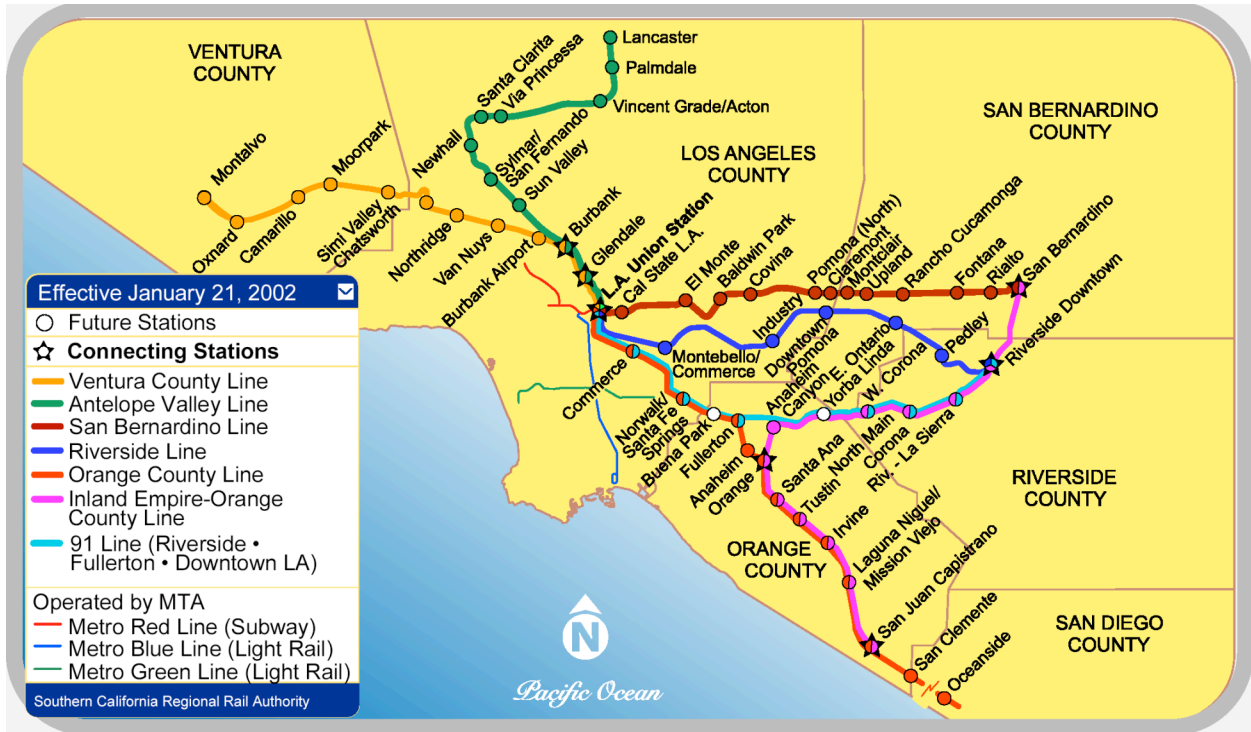 VENTURA
COUNTY
LOS ANGELES
COUNTY
SAN BERNARDINO
COUNTY
RIVERSIDE
COUNTY
ORANGE
COUNTY
SAN DIEGO
COUNTY
Lancaster
Palmdale
Vincent Grade/Acton
Via Princessa
Santa Clarita
Newhall
Sylmar/
San Fernando
Sun Valley
Montalvo
Oxnard
Camarillo
Moorpark
Simi Valley
Chatsworth
Northridge
Van Nuys
Burbank Airport
Burbank
Glendale
L.A. Union Station
Cal State L.A.
El Monte
Baldwin Park
Covina
Pomona (North)
Claremont
Montclair
Upland
Rancho Cucamonga
Fontana
Rialto
San Bernardino
Riverside Downtown
Montebello/
Commerce
Industry
Downtown
Pomona
E. Ontario
Pedley
Commerce
Norwalk/
Santa Fe
Springs
Buena Park
Fullerton
Anaheim
Canyon
Yorba Linda
W. Corona
North Main
Corona
Riv. - La Sierra
Anaheim
Orange
Santa Ana
Tustin
Irvine
Laguna Niguel/
Mission Viejo
San Juan Capistrano
San Clemente
Oceanside
Effective January 21, 2002
Future Stations
Connecting Stations
Ventura County Line
Antelope Valley Line
San Bernardino Line
Riverside Line
Orange County Line
Inland Empire-Orange
County Line
91 Line (Riverside •
Fullerton • Downtown LA)
Operated by MTA
Metro Red Line (Subway)
Metro Blue Line (Light Rail)
Metro Green Line (Light Rail)
Southern California Regional Rail Authority
N
Pacific Ocean